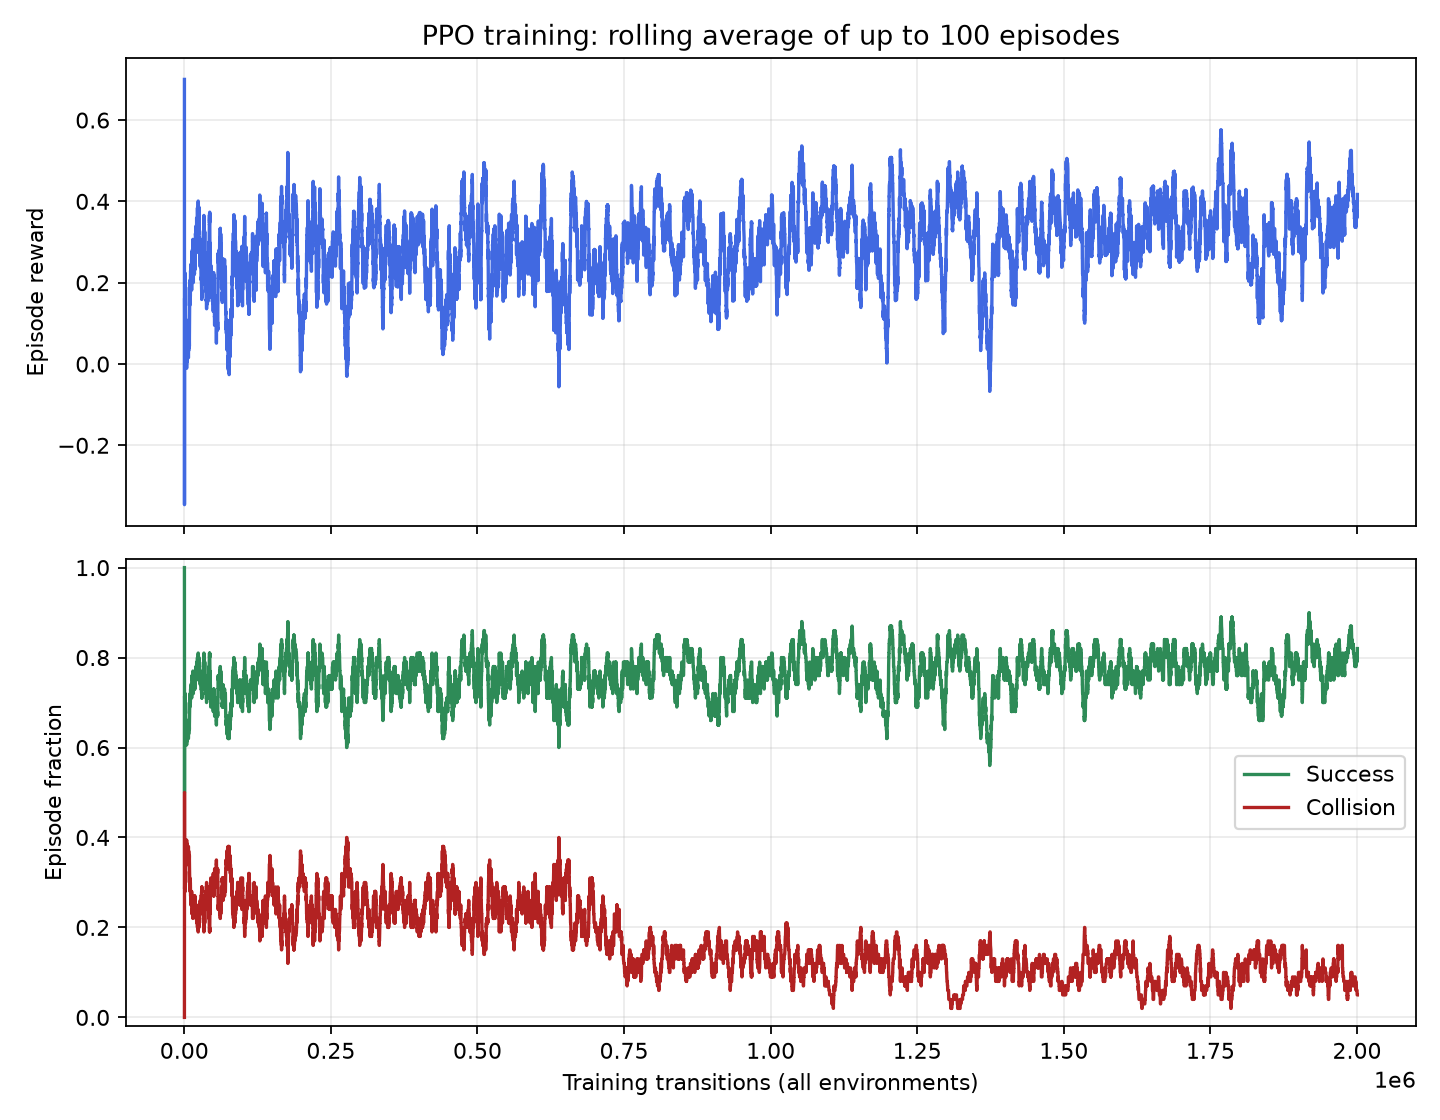 PPO training: rolling average of up to 100 episodes
Episode reward
0.6
0.4
0.2
0.0
−0.2
Episode fraction
1.0
0.8
0.6
0.4
0.2
0.0
Success
Collision
0.00 0.25 0.50 0.75 1.00 1.25 1.50 1.75 2.00
Training transitions (all environments)
1e6